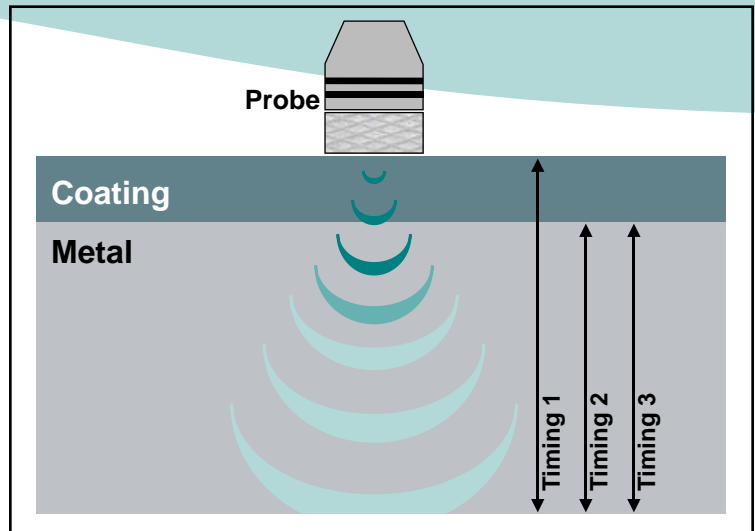 Probe
Coating
Metal
Timing 1
Timing 2
Timing 3